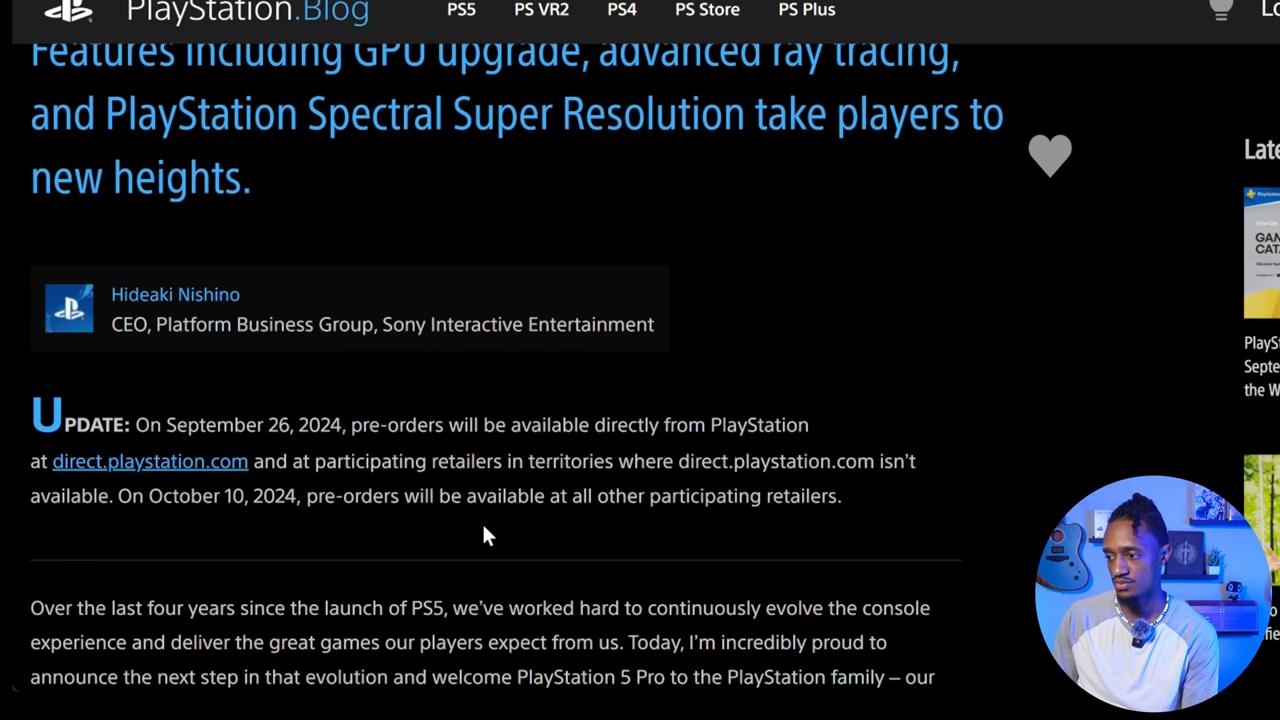 PlayStation.Blog
PS5 PS VR2 PS4 PS Store PS Plus
Features including GPU upgrade, advanced ray tracing,
and PlayStation Spectral Super Resolution take players to
new heights.
Hideaki Nishino
CEO, Platform Business Group, Sony Interactive Entertainment
UPDATE: On September 26, 2024, pre-orders will be available directly from PlayStation
at direct.playstation.com and at participating retailers in territories where direct.playstation.com isn’t
available. On October 10, 2024, pre-orders will be available at all other participating retailers.
Over the last four years since the launch of PS5, we’ve worked hard to continuously evolve the console
experience and deliver the great games our players expect from us. Today, I’m incredibly proud to
announce the next step in that evolution and welcome PlayStation 5 Pro to the PlayStation family – our